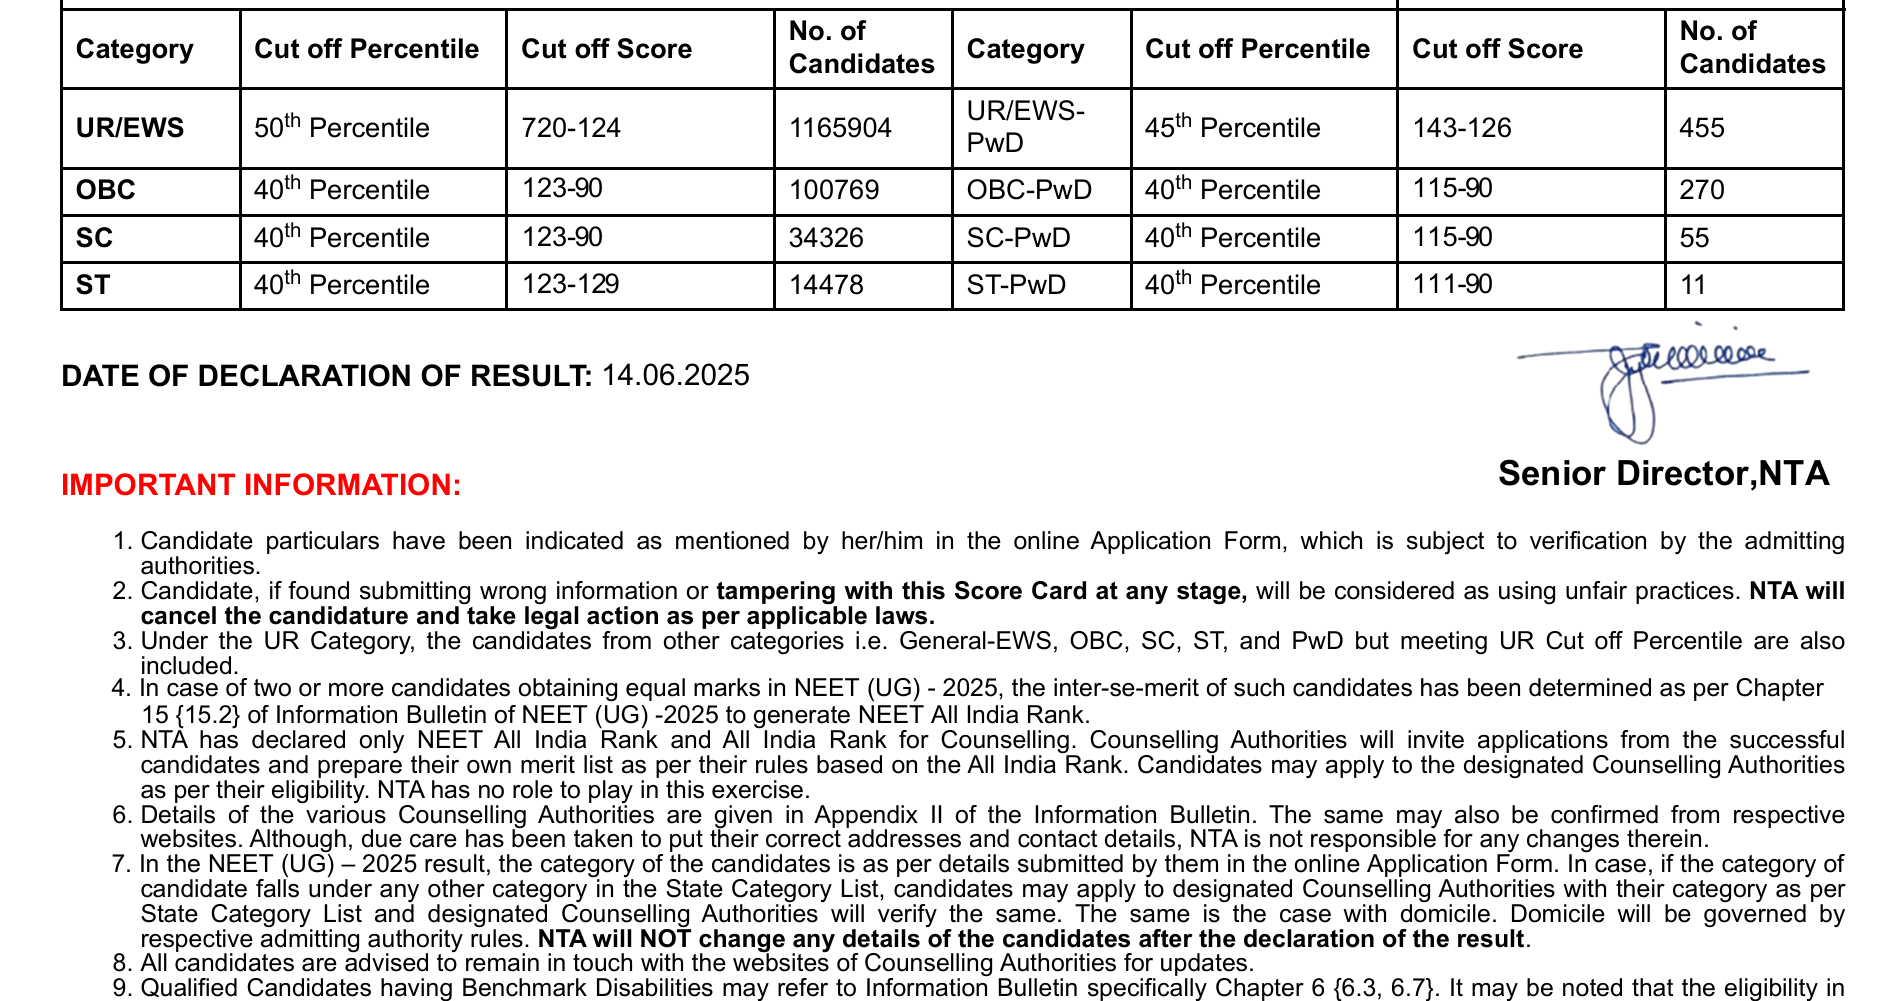 Category Cut off Percentile Cut off Score No. of Candidates Category Cut off Percentile Cut off Score No. of Candidates
UR/EWS 50th Percentile 720-124 1165904 UR/EWS-PwD 45th Percentile 143-126 455
OBC 40th Percentile 123-90 100769 OBC-PwD 40th Percentile 115-90 270
SC 40th Percentile 123-90 34326 SC-PwD 40th Percentile 115-90 55
ST 40th Percentile 123-129 14478 ST-PwD 40th Percentile 111-90 11
DATE OF DECLARATION OF RESULT: 14.06.2025
Senior Director,NTA
IMPORTANT INFORMATION:
1. Candidate particulars have been indicated as mentioned by her/him in the online Application Form, which is subject to verification by the admitting
authorities.
2. Candidate, if found submitting wrong information or tampering with this Score Card at any stage, will be considered as using unfair practices. NTA will
cancel the candidature and take legal action as per applicable laws.
3. Under the UR Category, the candidates from other categories i.e. General-EWS, OBC, SC, ST, and PwD but meeting UR Cut off Percentile are also
included.
4. In case of two or more candidates obtaining equal marks in NEET (UG) - 2025, the inter-se-merit of such candidates has been determined as per Chapter
15 {15.2} of Information Bulletin of NEET (UG) -2025 to generate NEET All India Rank.
5. NTA has declared only NEET All India Rank and All India Rank for Counselling. Counselling Authorities will invite applications from the successful
candidates and prepare their own merit list as per their rules based on the All India Rank. Candidates may apply to the designated Counselling Authorities
as per their eligibility. NTA has no role to play in this exercise.
6. Details of the various Counselling Authorities are given in Appendix II of the Information Bulletin. The same may also be confirmed from respective
websites. Although, due care has been taken to put their correct addresses and contact details, NTA is not responsible for any changes therein.
7. In the NEET (UG) – 2025 result, the category of the candidates is as per details submitted by them in the online Application Form. In case, if the category of
candidate falls under any other category in the State Category List, candidates may apply to designated Counselling Authorities with their category as per
State Category List and designated Counselling Authorities will verify the same. The same is the case with domicile. Domicile will be governed by
respective admitting authority rules. NTA will NOT change any details of the candidates after the declaration of the result.
8. All candidates are advised to remain in touch with the websites of Counselling Authorities for updates.
9. Qualified Candidates having Benchmark Disabilities may refer to Information Bulletin specifically Chapter 6 {6.3, 6.7}. It may be noted that the eligibility in